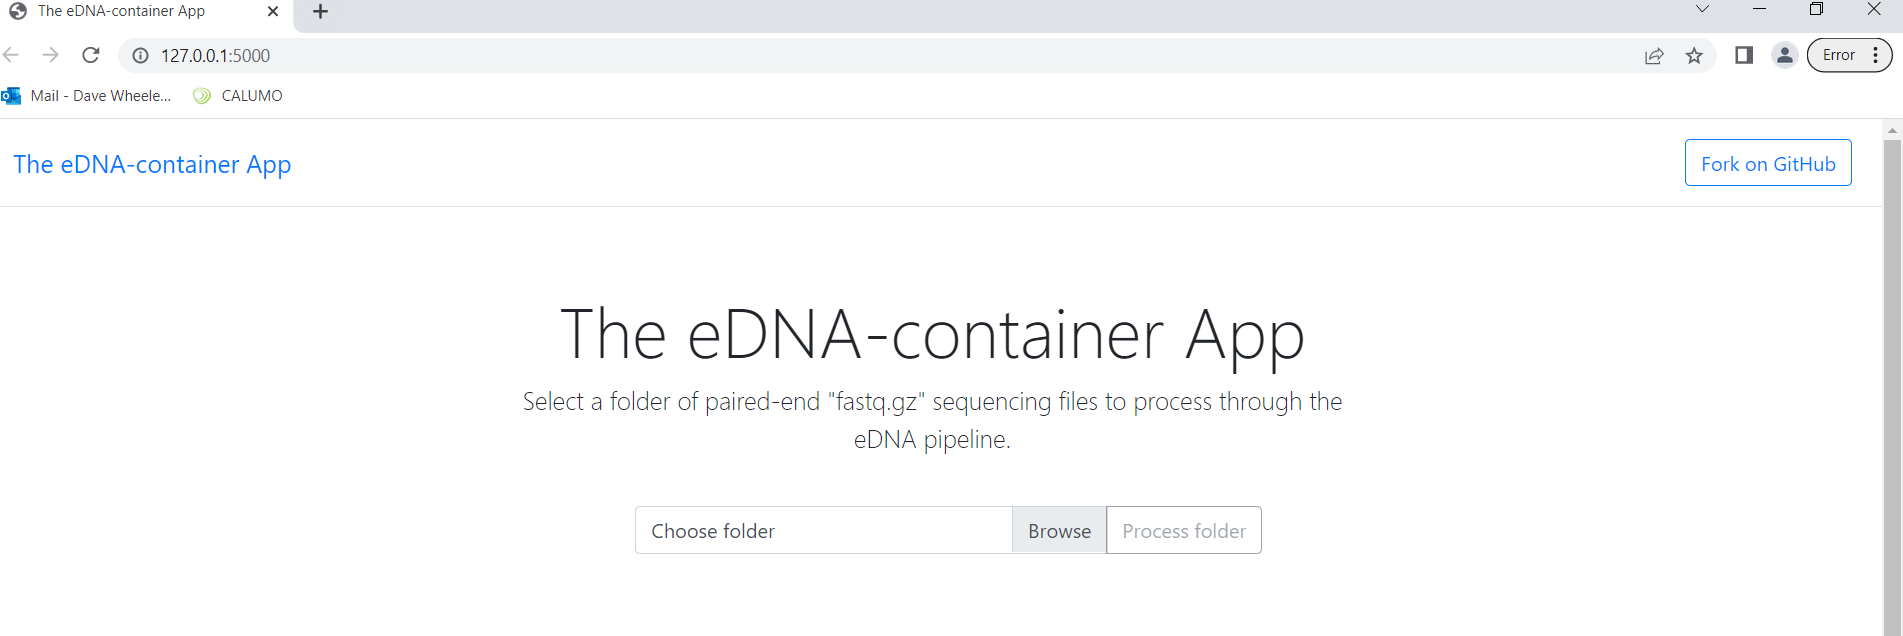 The eDNA-container App
127.0.0.1:5000
Error
Mail - Dave Wheele...
CALUMO
The eDNA-container App
Fork on GitHub
The eDNA-container App
Select a folder of paired-end "fastq.gz" sequencing files to process through the
eDNA pipeline.
Choose folder
Browse
Process folder